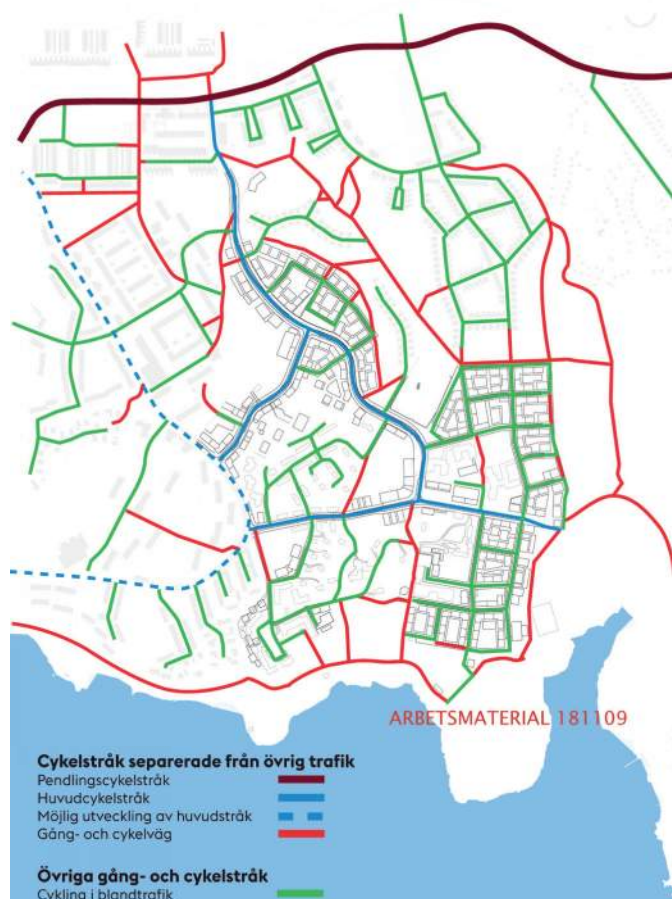 ARBETSMATERIAL 181109
Cykelstråk separerade från övrig trafik
Pendlingscykelstråk
Huvudcykelstråk
Möjlig utveckling av huvudstråk
Gång- och cykelväg
Övriga gång- och cykelstråk
Cykling i blandtrafik